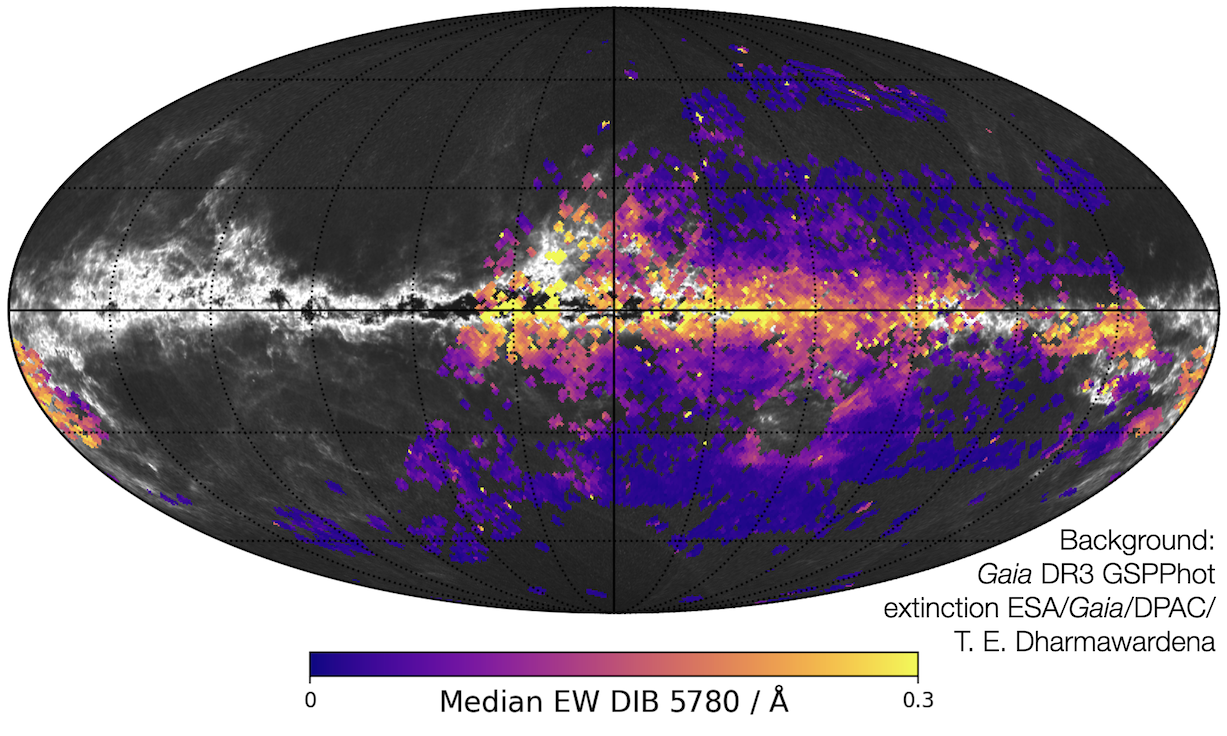 Background:
Gaia DR3 GSPPhot
extinction ESA/Gaia/DPAC/
T. E. Dharmawardena
0
Median EW DIB 5780 / Å
0.3